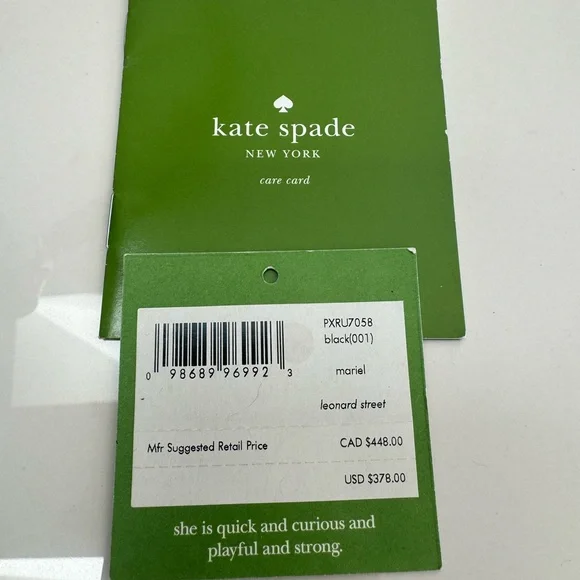 kate spade
NEW YORK
care card
PXRU7058
black(001)
0 98689 96992 3
mariel
leonard street
Mfr Suggested Retail Price CAD $448.00
USD $378.00
she is quick and curious and
playful and strong.